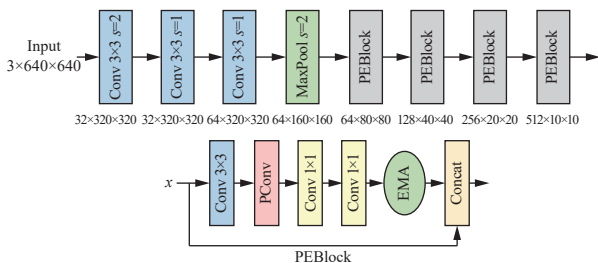 Input
3×640×640
Conv 3×3 s=2
Conv 3×3 s=1
Conv 3×3 s=1
MaxPool s=2
PEBlock
PEBlock
PEBlock
PEBlock
32×320×320
32×320×320
64×320×320
64×160×160
64×80×80
128×40×40
256×20×20
512×10×10
x
Conv 3×3
PConv
Conv 1×1
Conv 1×1
EMA
Concat
PEBlock